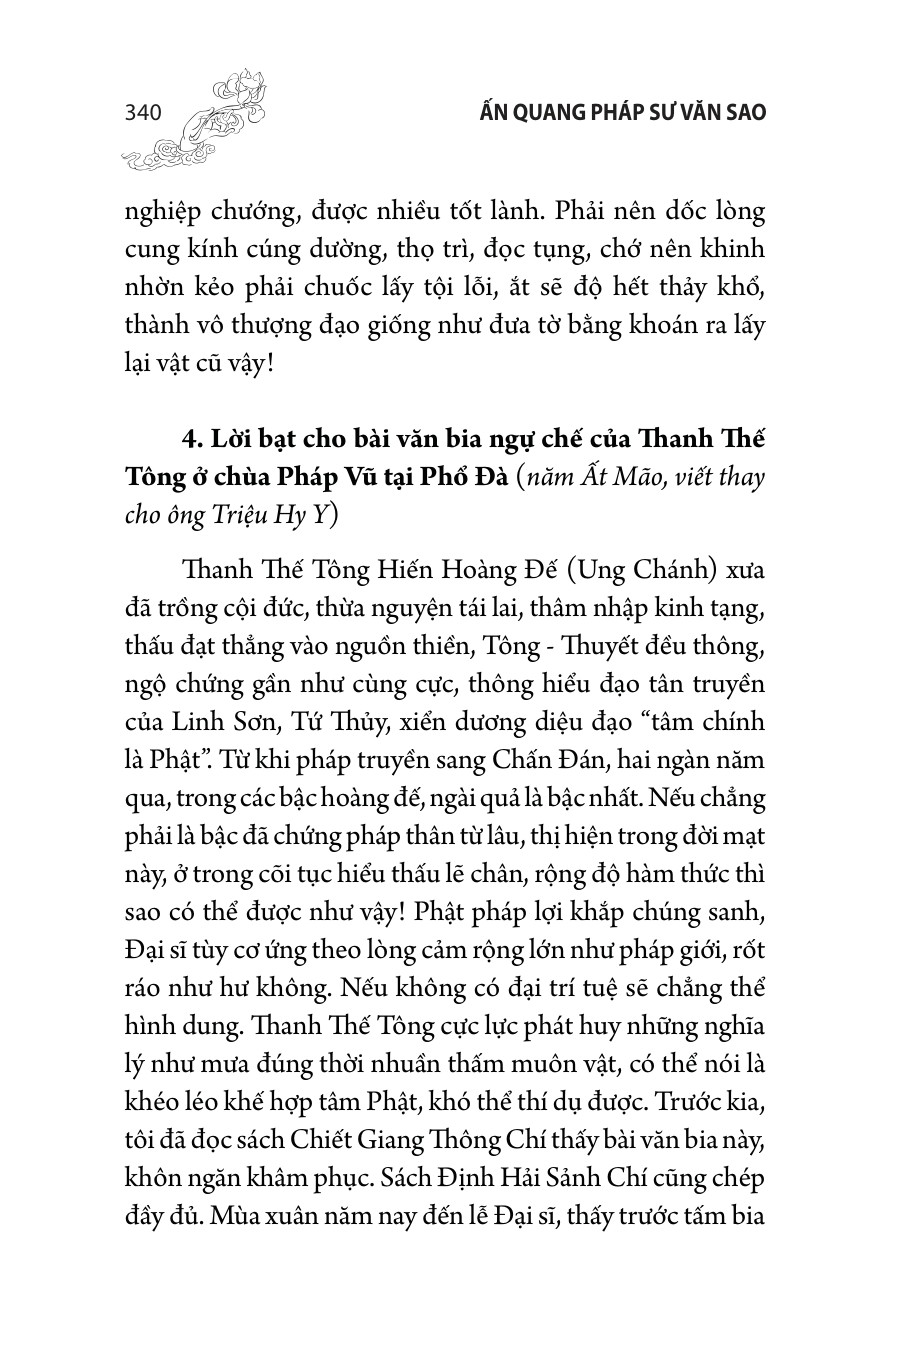 340
ẤN QUANG PHÁP SƯ VĂN SAO
nghiệp chướng, được nhiều tốt lành. Phải nên dốc lòng
cung kính cúng dường, thọ trì, đọc tụng, chớ nên khinh
nhờn kẻo phải chuốc lấy tội lỗi, ắt sẽ độ hết thảy khổ,
thành vô thượng đạo giống như đưa tờ bằng khoán ra lấy
lại vật cũ vậy!
4. Lời bạt cho bài văn bia ngự chế của Thanh Thế
Tông ở chùa Pháp Vũ tại Phổ Đà (năm Ất Mão, viết thay
cho ông Triệu Hy Y)
Thanh Thế Tông Hiến Hoàng Đế (Ung Chánh) xưa
đã trồng cội đức, thừa nguyện tái lai, thâm nhập kinh tạng,
thấu đạt thẳng vào nguồn thiền, Tông - Thuyết đều thông,
ngộ chứng gần như cùng cực, thông hiểu đạo tân truyền
của Linh Sơn, Tứ Thủy, xiển dương diệu đạo “tâm chính
là Phật”. Từ khi pháp truyền sang Chấn Đán, hai ngàn năm
qua, trong các bậc hoàng đế, ngài quả là bậc nhất. Nếu chẳng
phải là bậc đã chứng pháp thân từ lâu, thị hiện trong đời mạt
này, ở trong cõi tục hiểu thấu lẽ chân, rộng độ hàm thức thì
sao có thể được như vậy! Phật pháp lợi khắp chúng sanh,
Đại sĩ tùy cơ ứng theo lòng cảm rộng lớn như pháp giới, rốt
ráo như hư không. Nếu không có đại trí tuệ sẽ chẳng thể
hình dung. Thanh Thế Tông cực lực phát huy những nghĩa
lý như mưa đúng thời nhuần thấm muôn vật, có thể nói là
khéo léo khế hợp tâm Phật, khó thể thí dụ được. Trước kia,
tôi đã đọc sách Chiết Giang Thông Chí thấy bài văn bia này,
khôn ngăn khâm phục. Sách Định Hải Sảnh Chí cũng chép
đầy đủ. Mùa xuân năm nay đến lễ Đại sĩ, thấy trước tấm bia